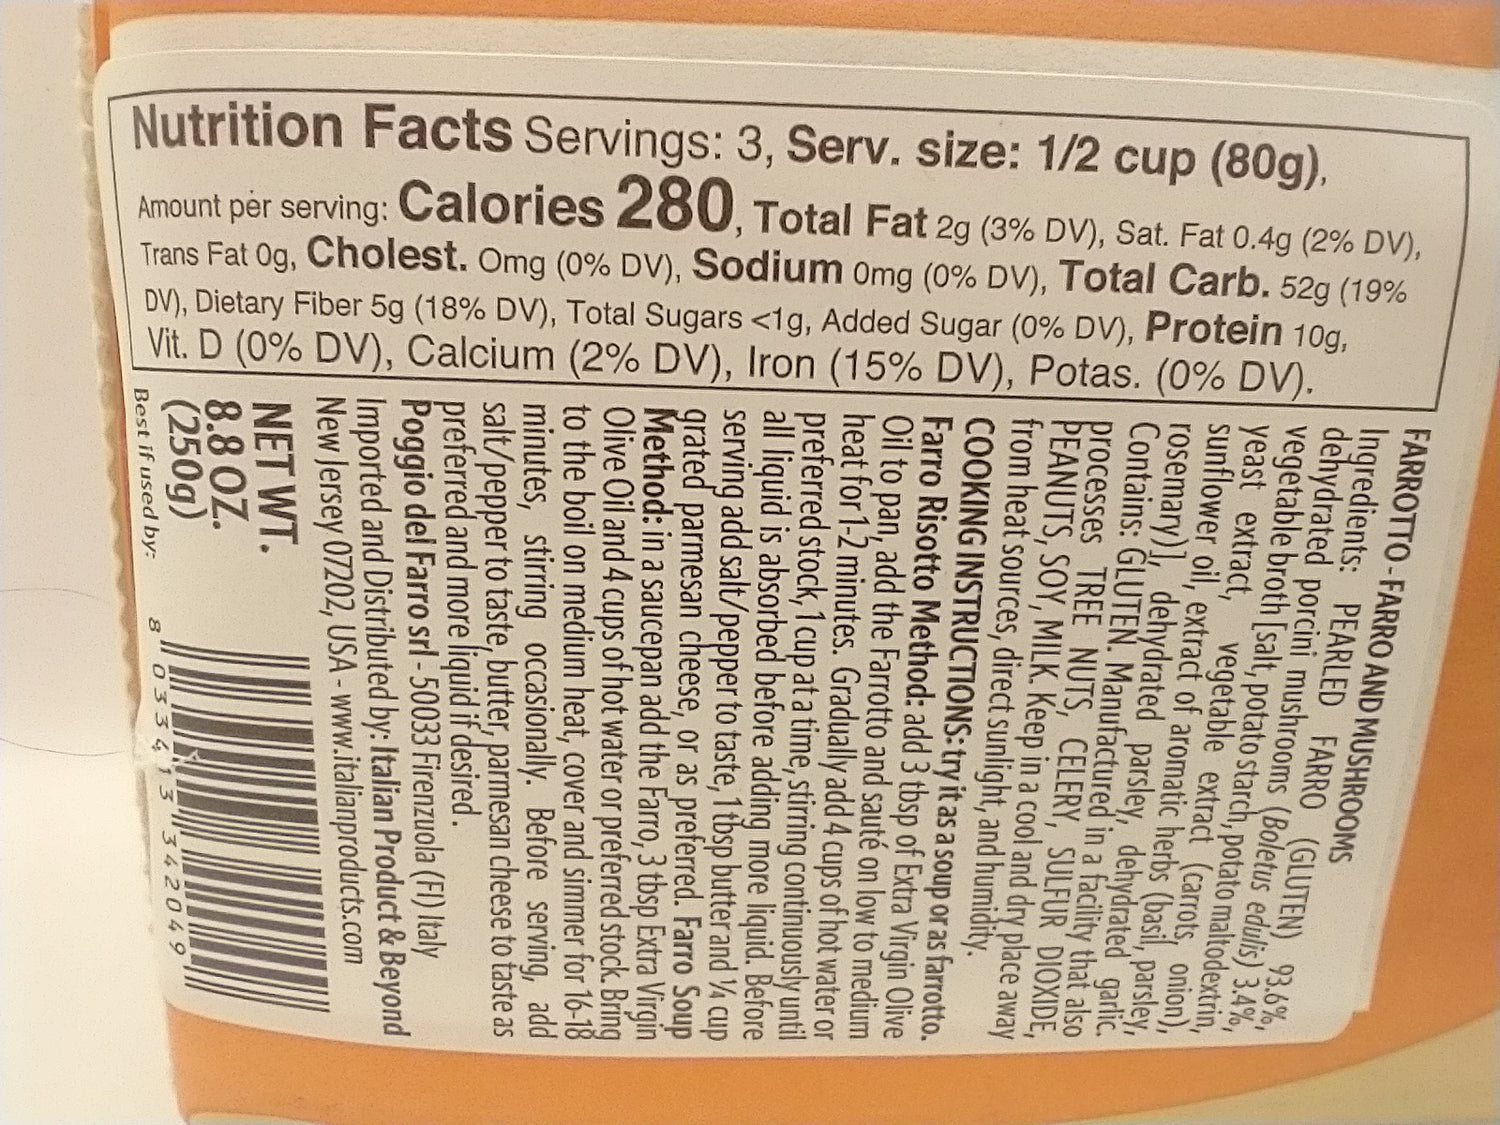 Nutrition Facts Servings: 3, Serv. size: 1/2 cup (80g),
Amount per serving: Calories 280, Total Fat 2g (3% DV), Sat. Fat 0.4g (2% DV),
Trans Fat 0g, Cholest. 0mg (0% DV), Sodium 0mg (0% DV), Total Carb. 52g (19%
DV), Dietary Fiber 5g (18% DV), Total Sugars <1g, Added Sugar (0% DV), Protein 10g,
Vit. D (0% DV), Calcium (2% DV), Iron (15% DV), Potas. (0% DV).
FARROTTO - FARRO AND MUSHROOMS
Ingredients: PEARLED FARRO (GLUTEN) 93.6%,
dehydrated porcini mushrooms (Boletus edulis) 3.4%,
vegetable broth [salt, potato starch, potato maltodextrin,
yeast extract, vegetable extract (carrots, onion),
sunflower oil, extract of aromatic herbs (basil, parsley,
rosemary)], dehydrated parsley, dehydrated garlic.
Contains: GLUTEN. Manufactured in a facility that also
processes TREE NUTS, CELERY, SULFUR DIOXIDE,
PEANUTS, SOY, MILK. Keep in a cool and dry place away
from heat sources, direct sunlight, and humidity.
COOKING INSTRUCTIONS: try it as a soup or as farrotto.
Farro Risotto Method: add 3 tbsp of Extra Virgin Olive
Oil to pan, add the Farrotto and sauté on low to medium
heat for 1-2 minutes. Gradually add 4 cups of hot water or
preferred stock, 1 cup at a time, stirring continuously until
all liquid is absorbed before adding more liquid. Before
serving add salt/pepper to taste, 1 tbsp butter and ¼ cup
grated parmesan cheese, or as preferred. Farro Soup
Method: in a saucepan add the Farro, 3 tbsp Extra Virgin
Olive Oil and 4 cups of hot water or preferred stock. Bring
to the boil on medium heat, cover and simmer for 16-18
minutes, stirring occasionally. Before serving, add
salt/pepper to taste, butter, parmesan cheese to taste as
preferred and more liquid if desired.
Poggio del Farro srl - 50033 Firenzuola (FI) Italy
Imported and Distributed by: Italian Product & Beyond
New Jersey 07202, USA - www.italianproducts.com
NET WT.
8.8 OZ.
(250g)
Best if used by:
8 033413 342049